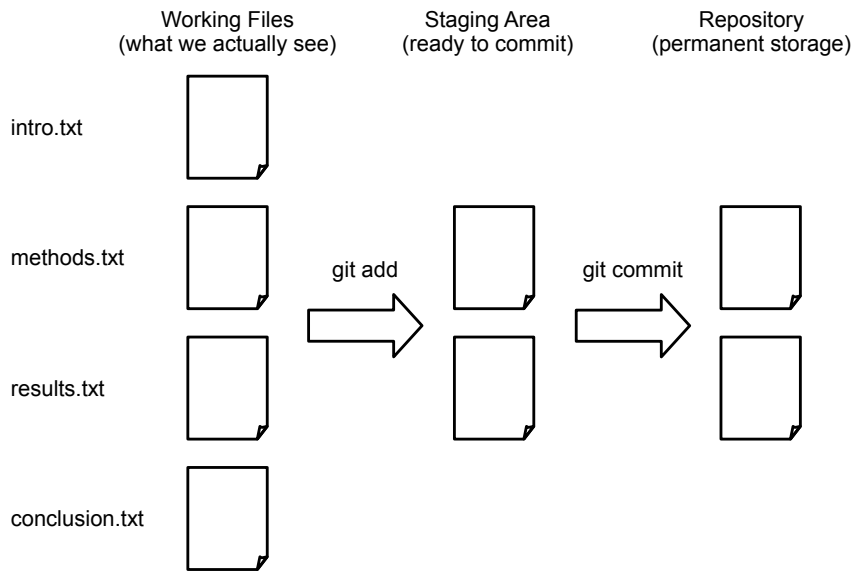 Working Files
(what we actually see)
Staging Area
(ready to commit)
Repository
(permanent storage)
intro.txt
methods.txt
git add
git commit
results.txt
conclusion.txt